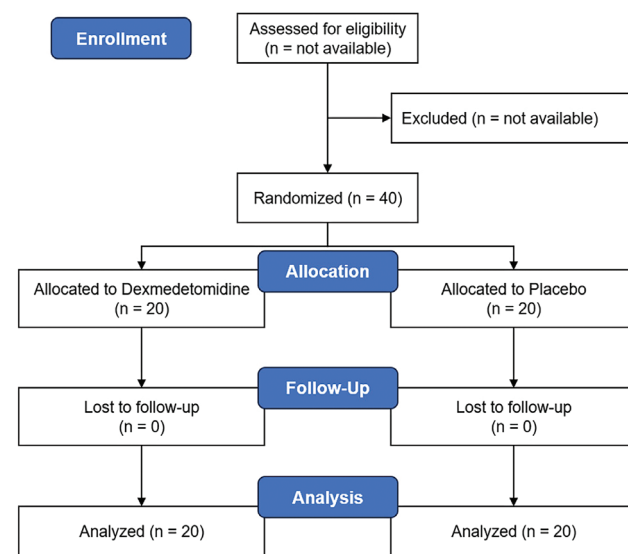 Enrollment
Assessed for eligibility
(n = not available)
Excluded (n = not available)
Randomized (n = 40)
Allocation
Allocated to Dexmedetomidine
(n = 20)
Allocated to Placebo
(n = 20)
Follow-Up
Lost to follow-up
(n = 0)
Lost to follow-up
(n = 0)
Analysis
Analyzed (n = 20)
Analyzed (n = 20)